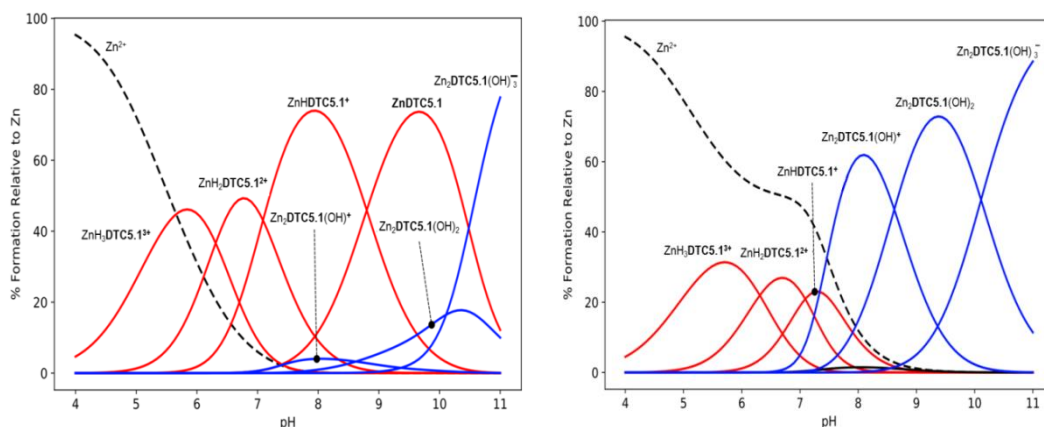 % Formation Relative to Zn
100
80
60
40
20
0
4 5 6 7 8 9 10 11
pH
Zn²⁺
ZnH₃DTC5.1³⁺
ZnH₂DTC5.1²⁺
ZnHDTC5.1⁺
Zn₂DTC5.1(OH)⁺
ZnDTC5.1
Zn₂DTC5.1(OH)₂
Zn₂DTC5.1(OH)₃⁻
% Formation Relative to Zn
100
80
60
40
20
0
4 5 6 7 8 9 10 11
pH
Zn²⁺
ZnH₃DTC5.1³⁺
ZnH₂DTC5.1²⁺
ZnHDTC5.1⁺
Zn₂DTC5.1(OH)⁺
Zn₂DTC5.1(OH)₂
Zn₂DTC5.1(OH)₃⁻